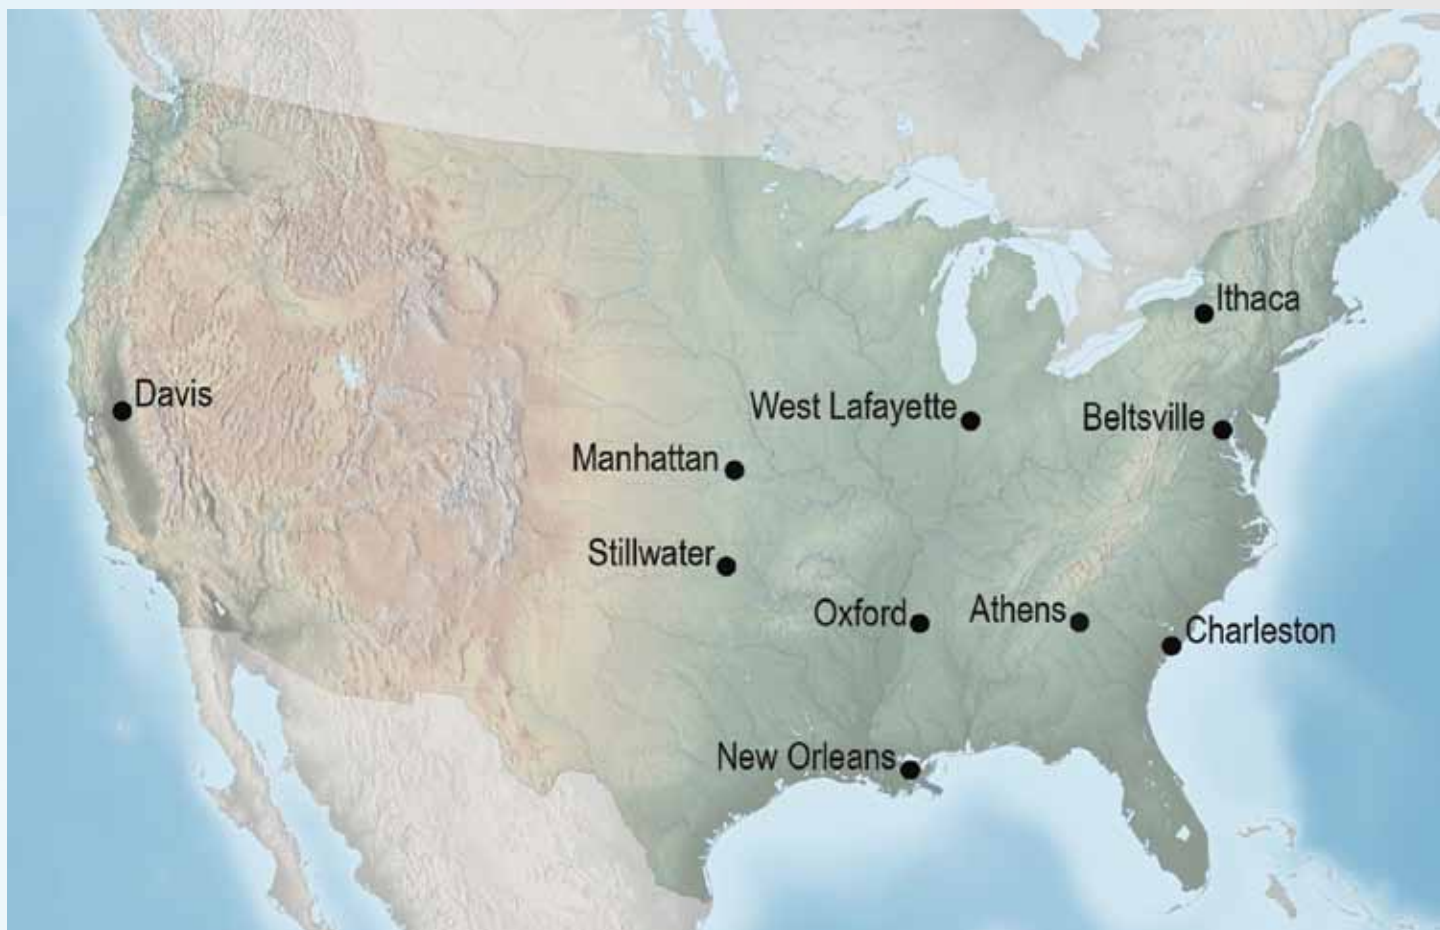 Ithaca
Davis
West Lafayette
Beltsville
Manhattan
Stillwater
Oxford
Athens
Charleston
New Orleans